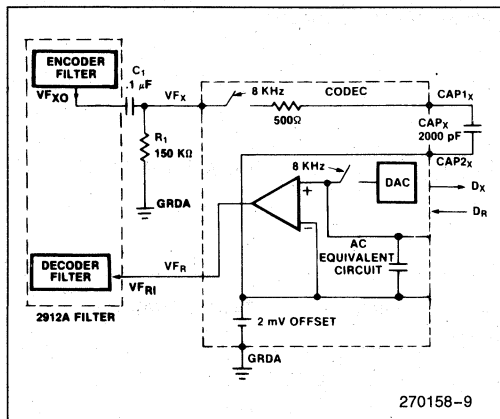 ENCODER
FILTER
VFXO
C1
.1 µF
VFX
8 KHz
CODEC
500Ω
CAP1X
CAPX
2000 pF
CAP2X
R1
150 KΩ
GRDA
8 KHz
DAC
+
−
DX
DR
AC
EQUIVALENT
CIRCUIT
DECODER
FILTER
VFR
VFRI
2912A FILTER
2 mV OFFSET
GRDA
270158–9